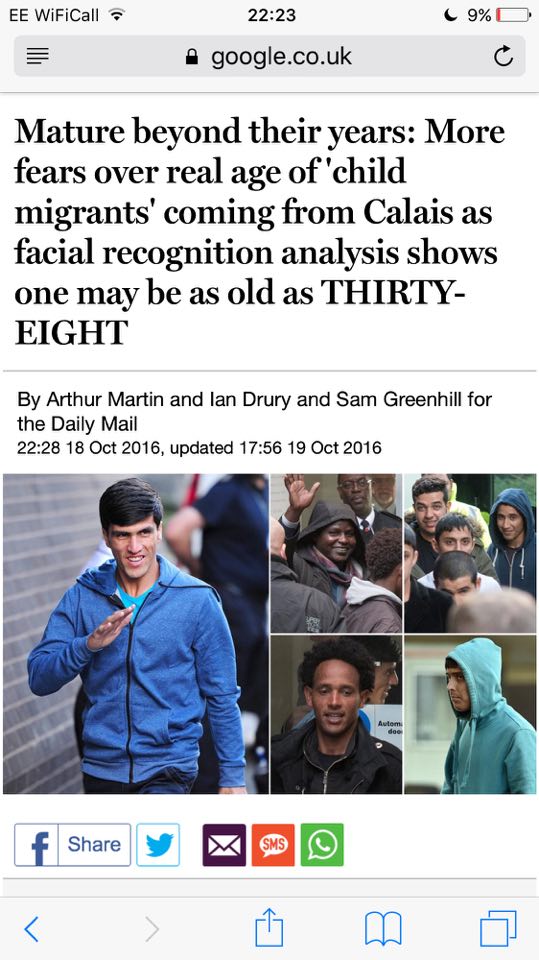 EE WiFiCall 22:23 9%
google.co.uk
Mature beyond their years: More
fears over real age of 'child
migrants' coming from Calais as
facial recognition analysis shows
one may be as old as THIRTY-
EIGHT
By Arthur Martin and Ian Drury and Sam Greenhill for
the Daily Mail
22:28 18 Oct 2016, updated 17:56 19 Oct 2016
Automa
doo
f Share
SMS